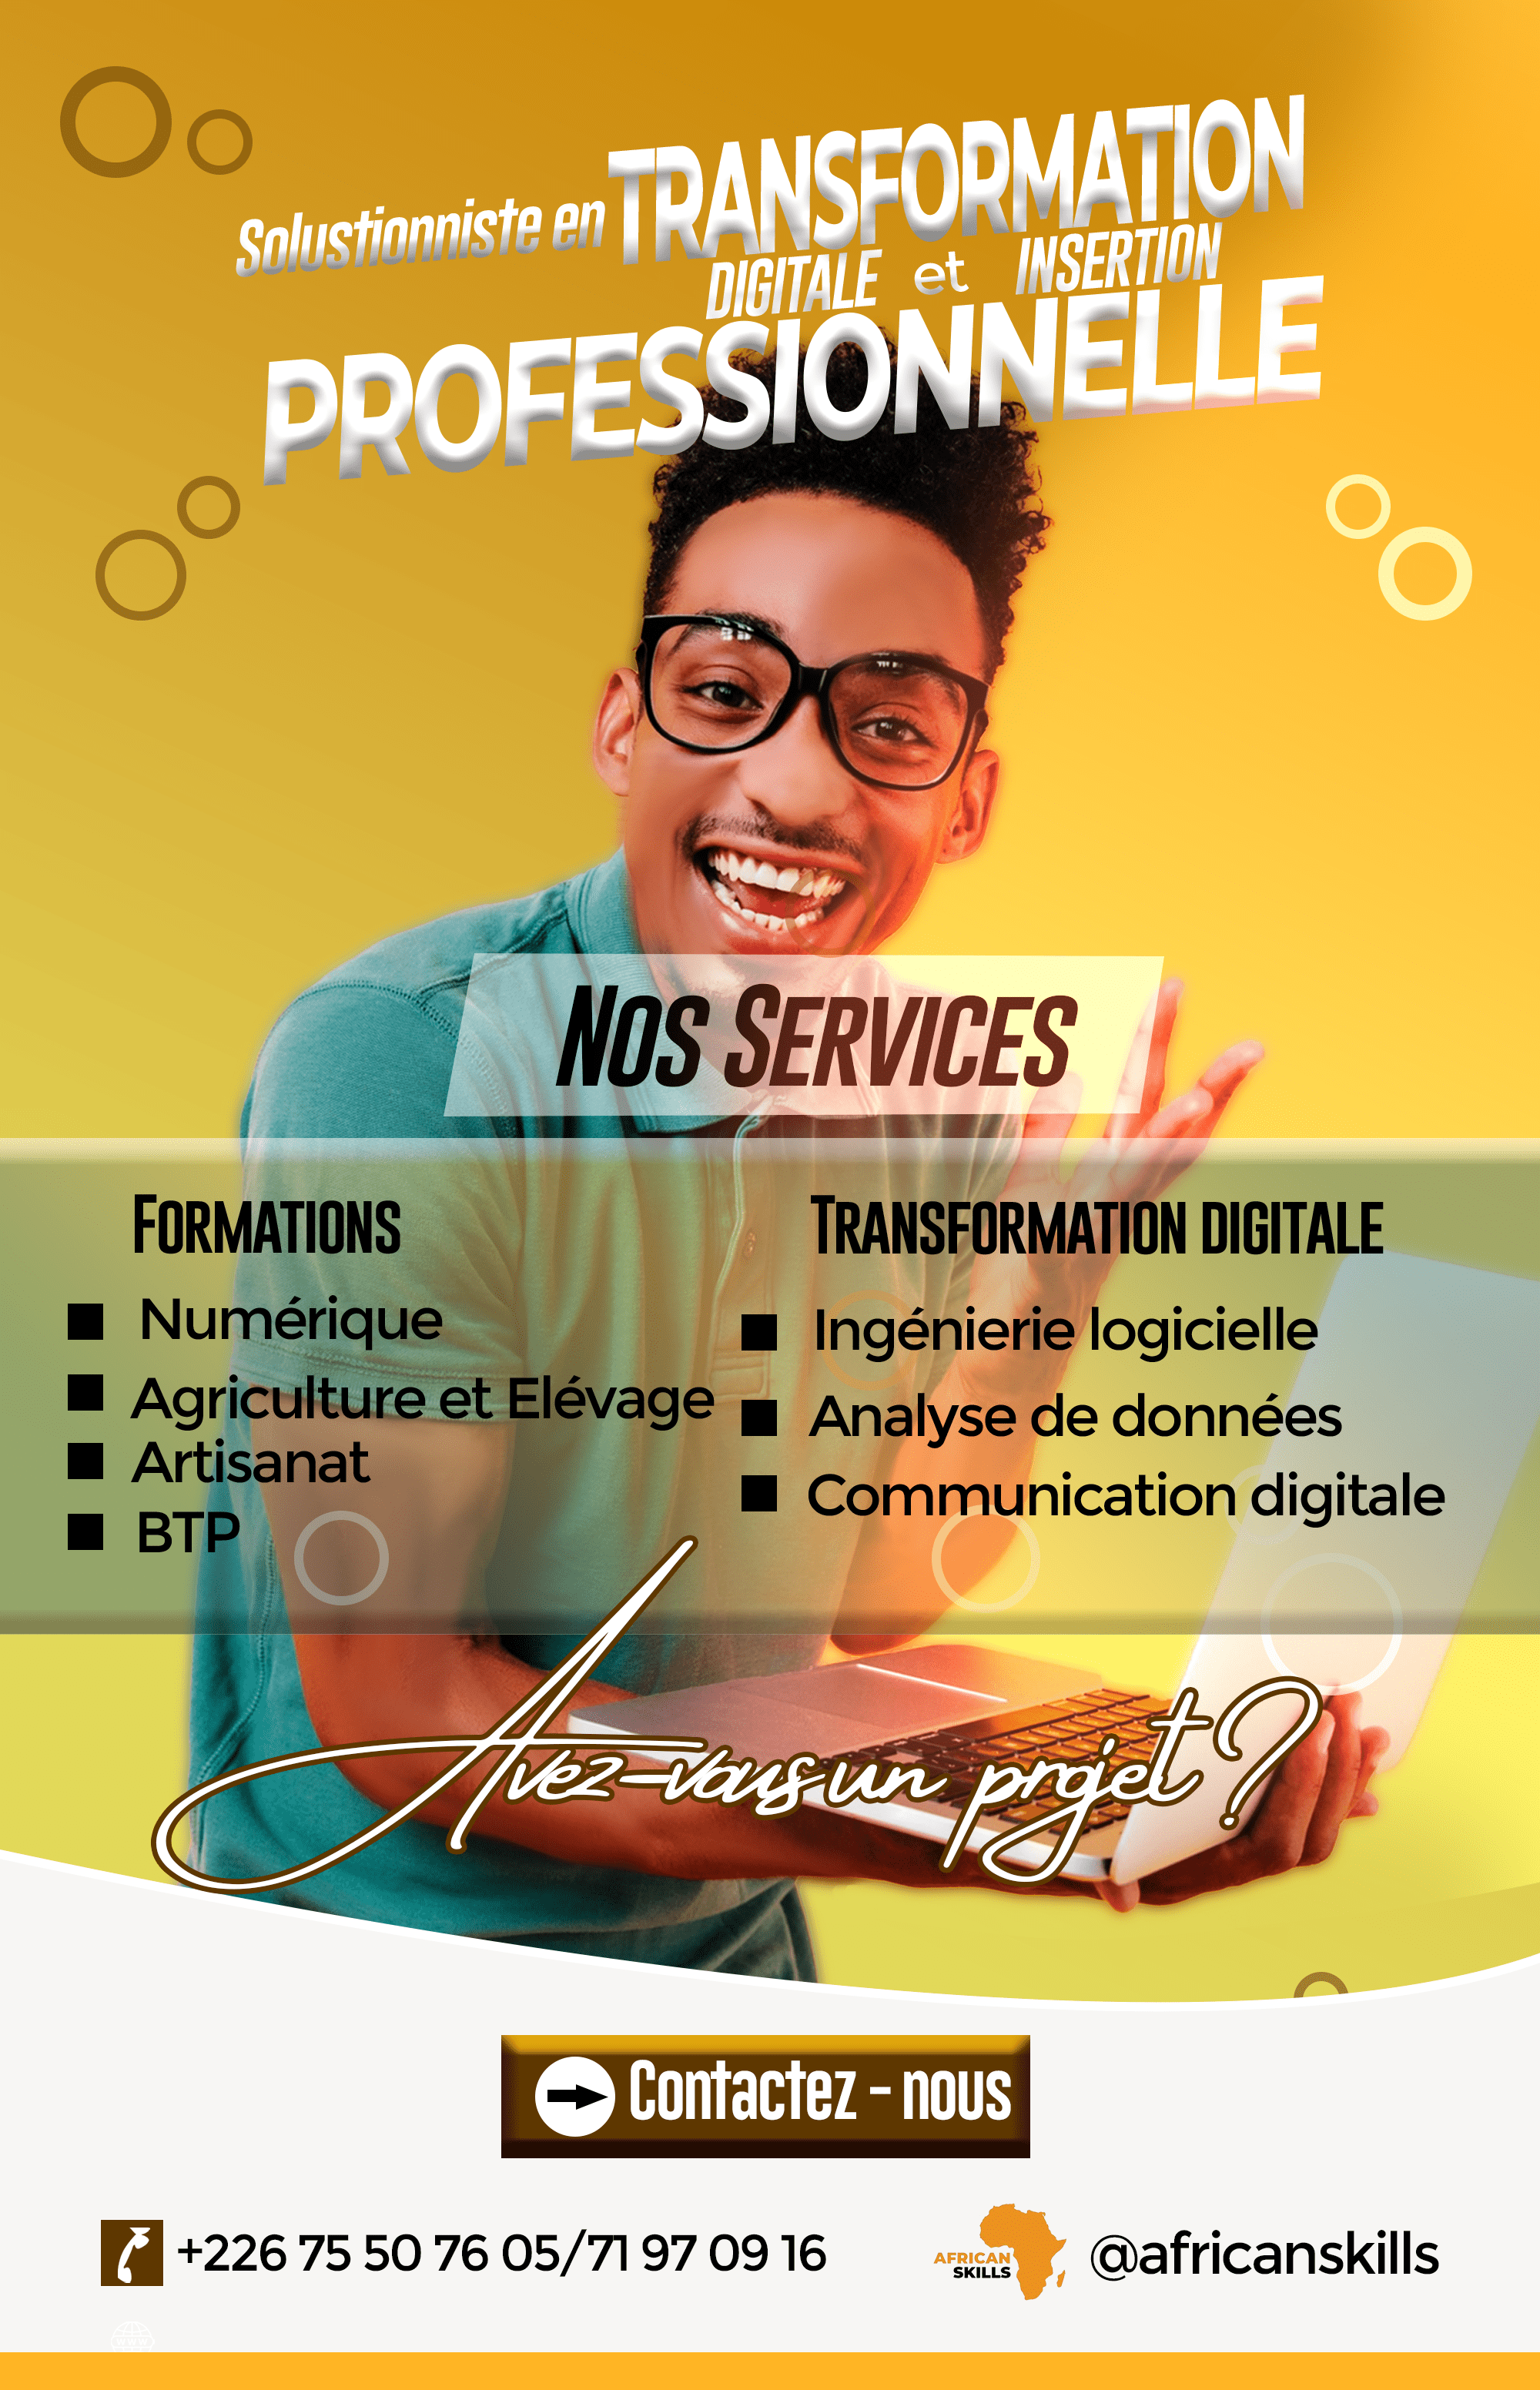 Solustionniste en TRANSFORMATION
DIGITALE et INSERTION
PROFESSIONNELLE
NOS SERVICES
FORMATIONS
Numérique
Agriculture et Elévage
Artisanat
BTP
TRANSFORMATION DIGITALE
Ingénierie logicielle
Analyse de données
Communication digitale
Avez-vous un projet ?
Contactez - nous
+226 75 50 76 05/71 97 09 16
AFRICAN
SKILLS
@africanskills
www